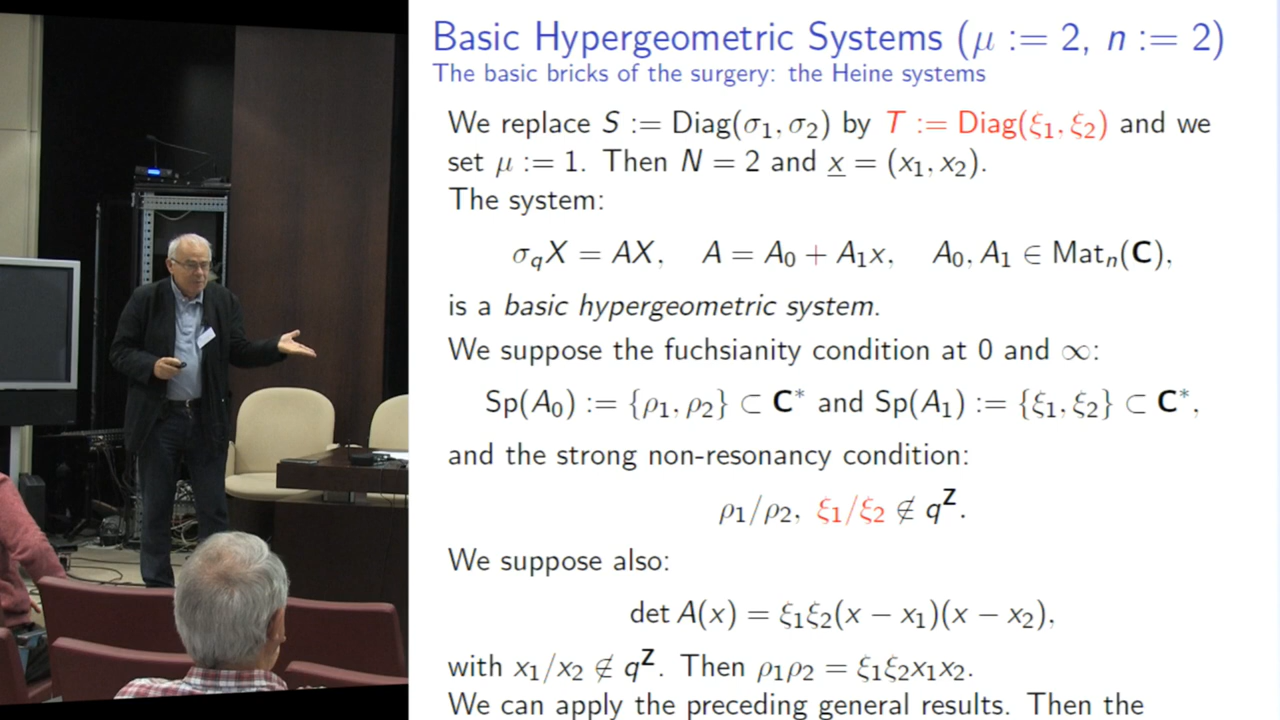 Basic Hypergeometric Systems (μ := 2, n := 2)
The basic bricks of the surgery: the Heine systems
We replace S := Diag(σ₁, σ₂) by T := Diag(ξ₁, ξ₂) and we
set μ := 1. Then N = 2 and x̲ = (x₁, x₂).
The system:
σ_qX = AX, A = A₀ + A₁x, A₀, A₁ ∈ Mat_n(C),
is a basic hypergeometric system.
We suppose the fuchsianity condition at 0 and ∞:
Sp(A₀) := {ρ₁, ρ₂} ⊂ C* and Sp(A₁) := {ξ₁, ξ₂} ⊂ C*,
and the strong non-resonancy condition:
ρ₁/ρ₂, ξ₁/ξ₂ ∉ q^Z.
We suppose also:
det A(x) = ξ₁ξ₂(x − x₁)(x − x₂),
with x₁/x₂ ∉ q^Z. Then ρ₁ρ₂ = ξ₁ξ₂x₁x₂.
We can apply the preceding general results. Then the